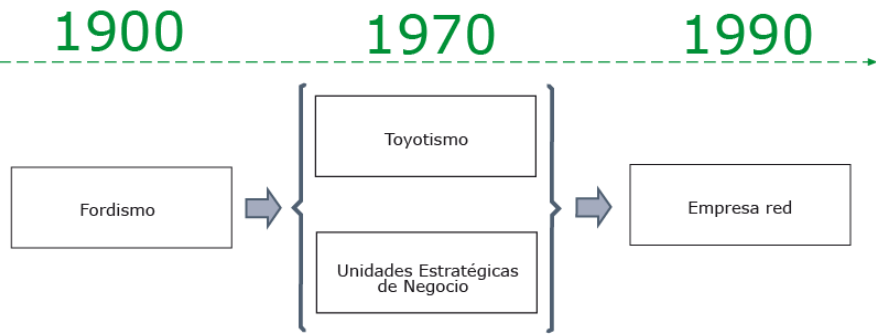 1900
1970
1990
Toyotismo
Fordismo
Empresa red
Unidades Estratégicas
de Negocio